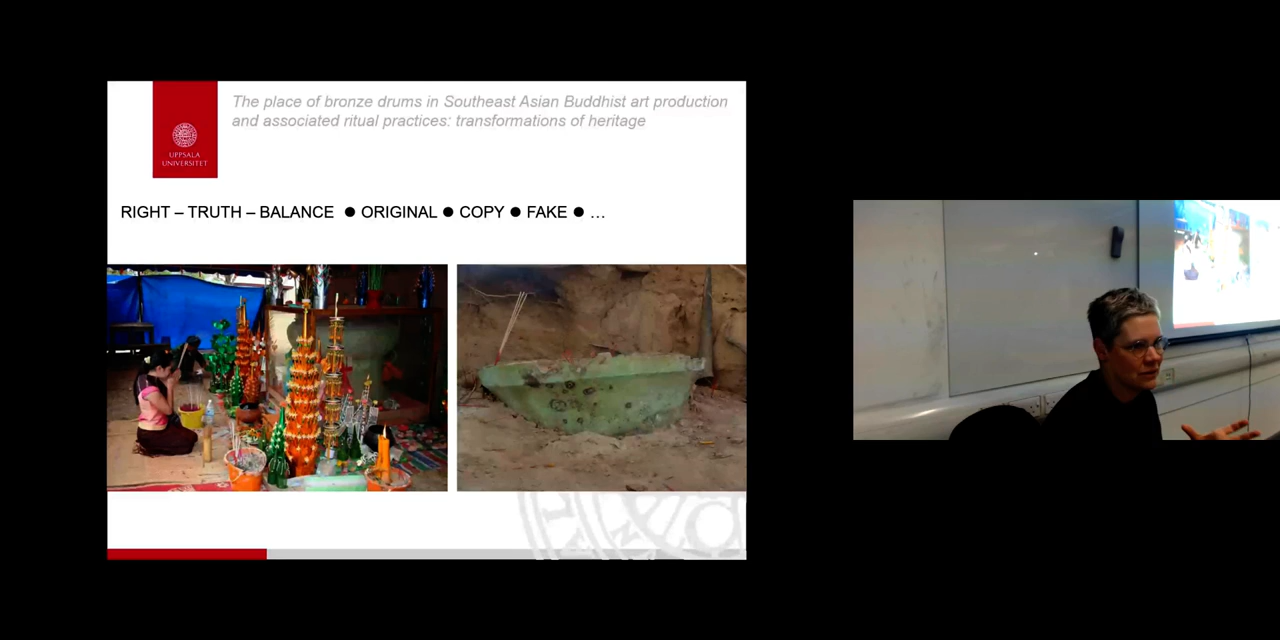 The place of bronze drums in Southeast Asian Buddhist art production
and associated ritual practices: transformations of heritage
UPPSALA
UNIVERSITET
RIGHT – TRUTH – BALANCE ● ORIGINAL ● COPY ● FAKE ● …